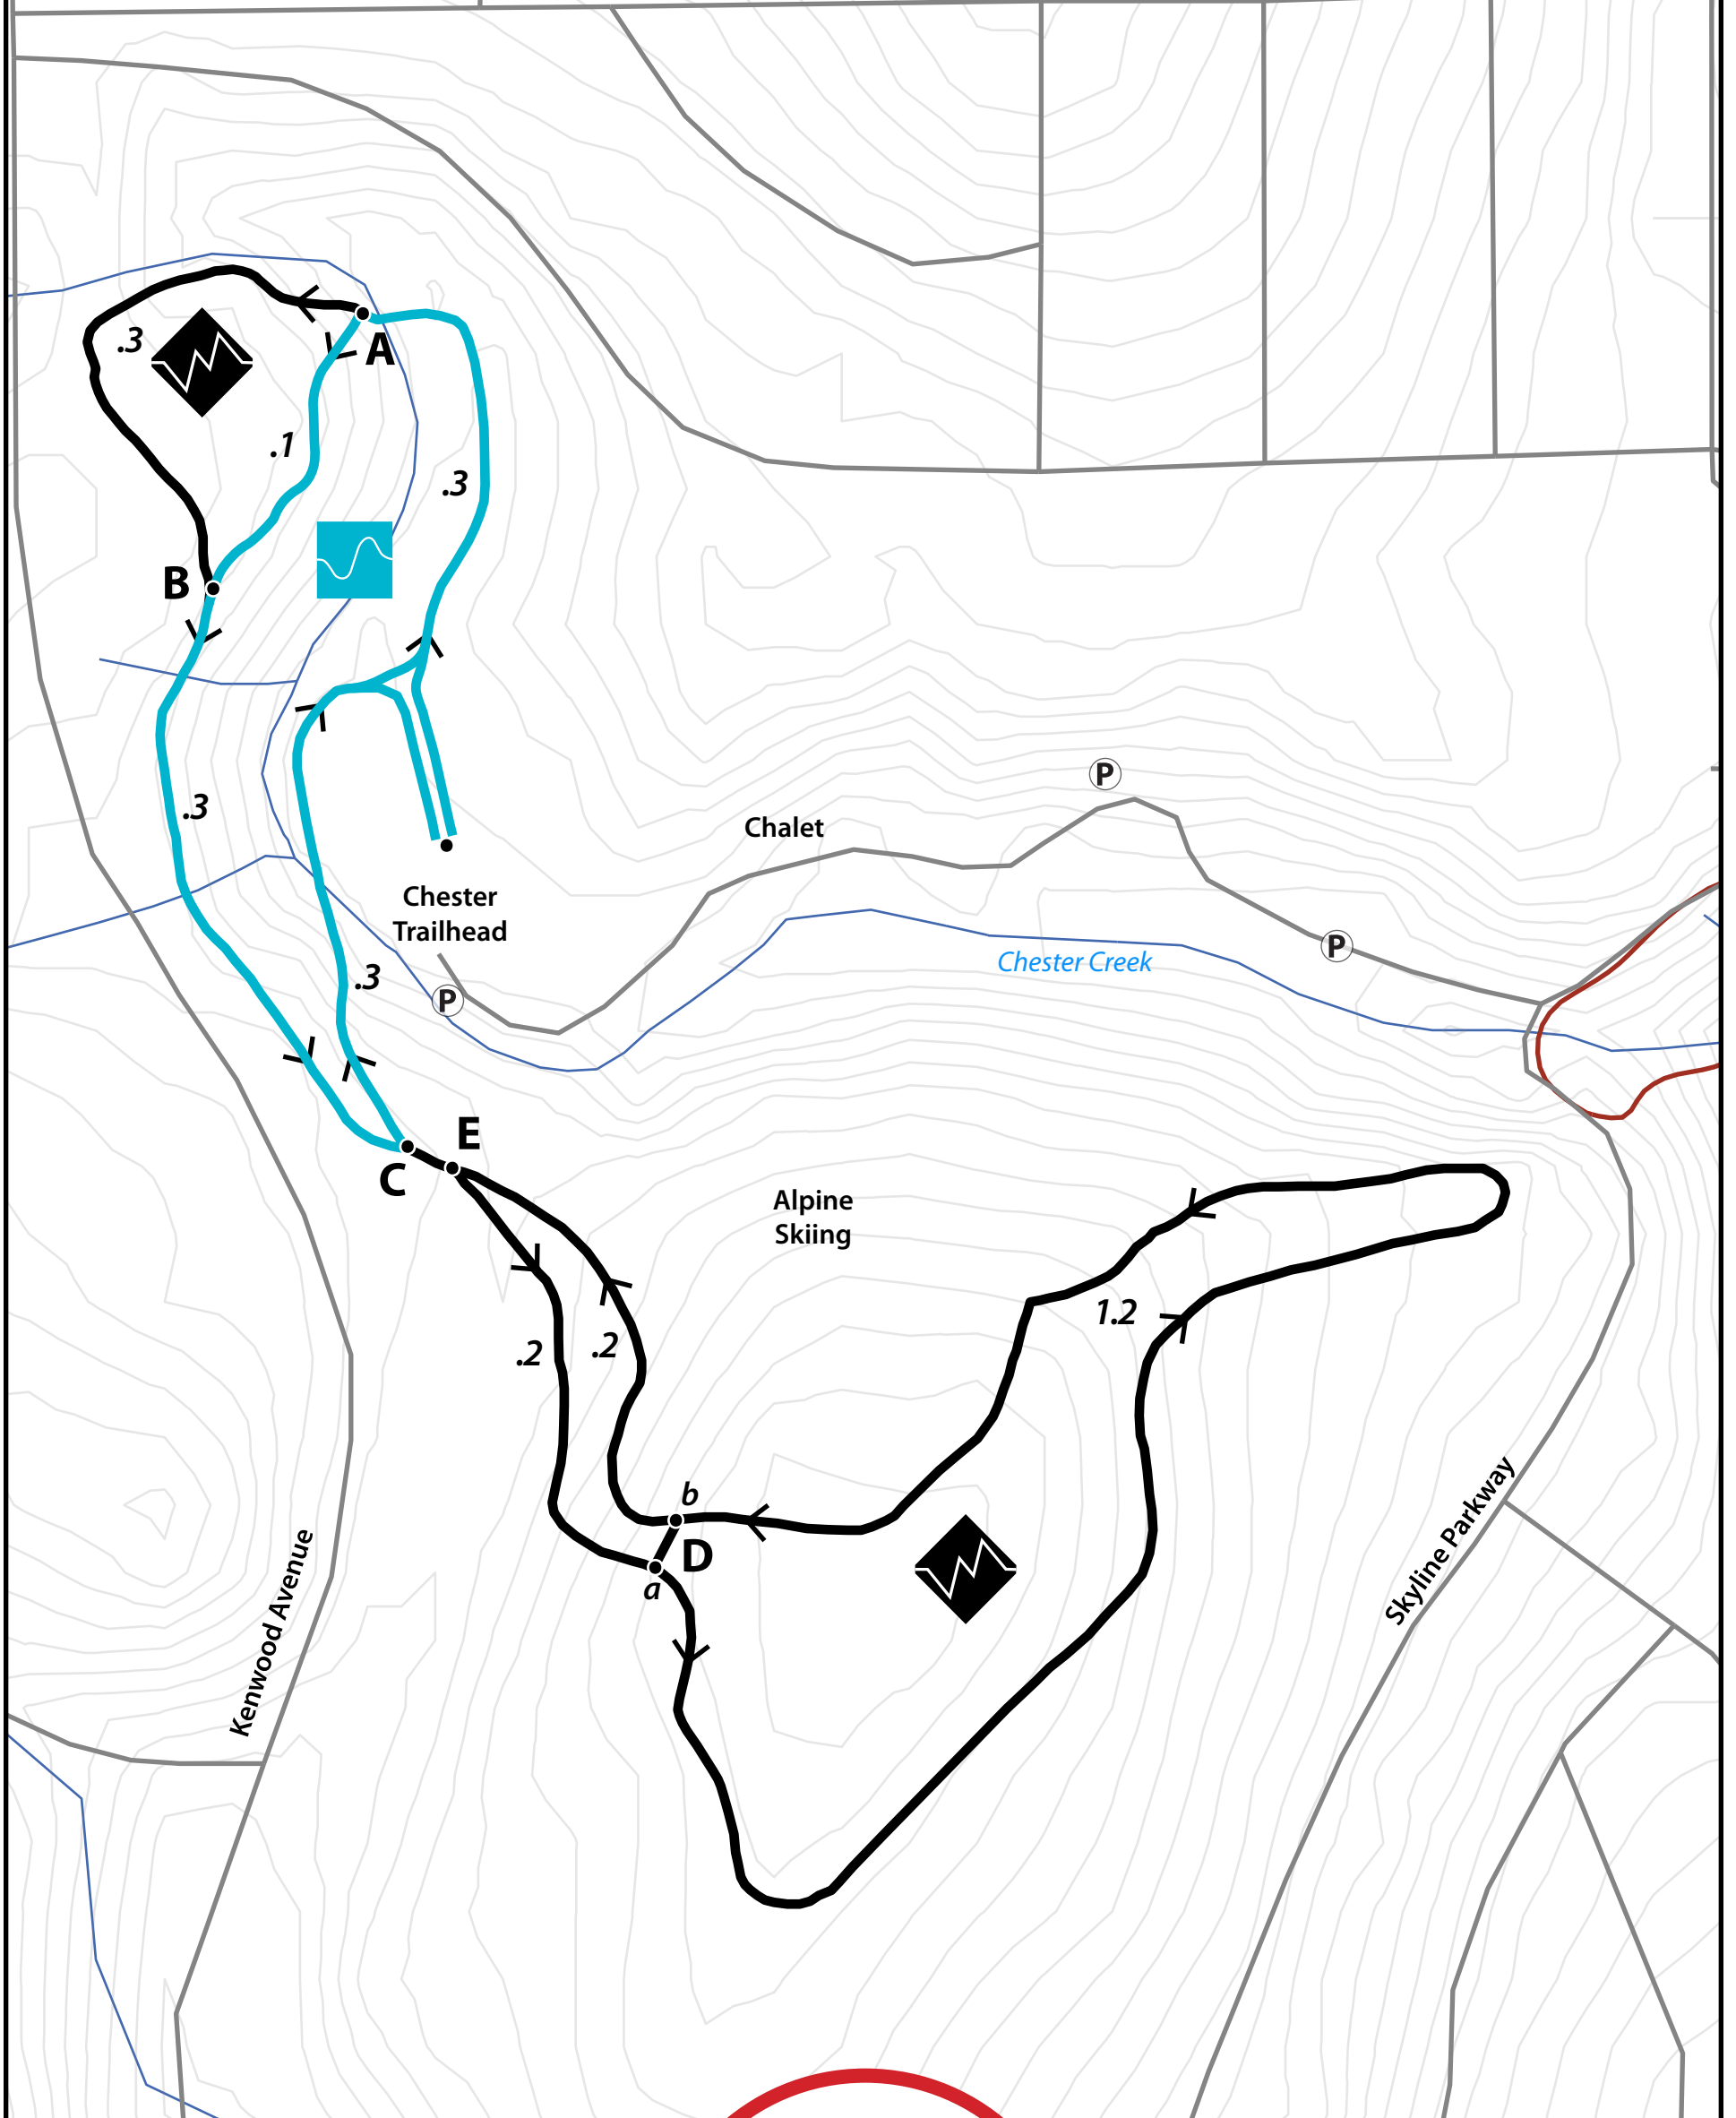 A
.3
.1
.3
B
P
.3
Chalet
Chester
Trailhead
P
Chester Creek
.3
P
E
C
Alpine
Skiing
1.2
.2
.2
b
D
a
Skyline Parkway
Kenwood Avenue